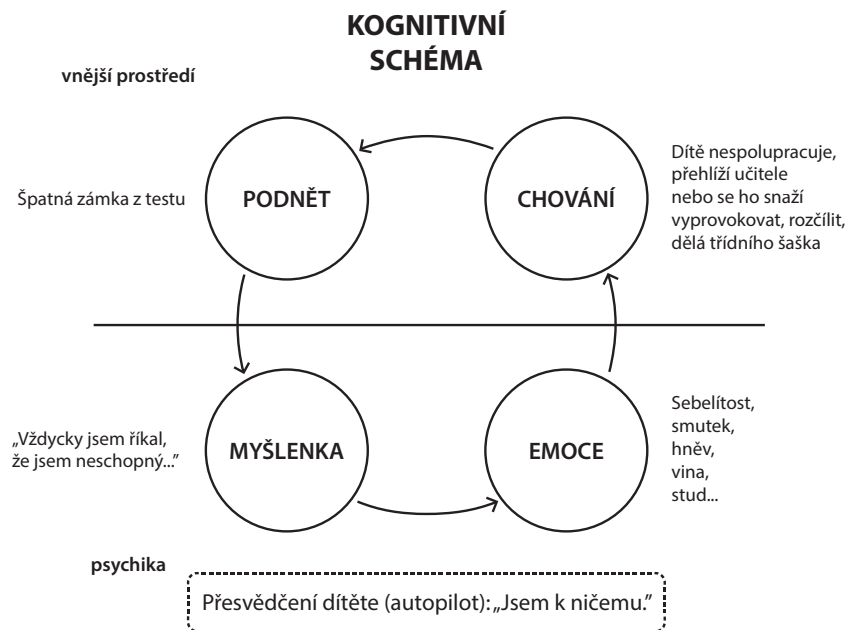 KOGNITIVNÍ
SCHÉMA
vnější prostředí
Špatná zámka z testu
PODNĚT
CHOVÁNÍ
Dítě nespolupracuje,
přehlíží učitele
nebo se ho snaží
vyprovokovat, rozčílit,
dělá třídního šaška
„Vždycky jsem říkal,
že jsem neschopný...”
MYŠLENKA
EMOCE
Sebelítost,
smutek,
hněv,
vina,
stud...
psychika
Přesvědčení dítěte (autopilot): „Jsem k ničemu.”